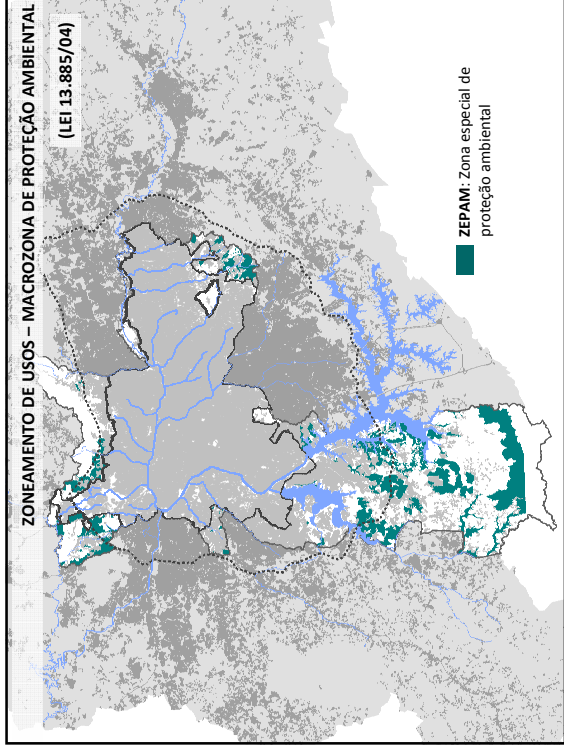 ZONEAMENTO DE USOS – MACROZONA DE PROTEÇÃO AMBIENTAL
(LEI 13.885/04)
ZEPAM: Zona especial de
proteção ambiental